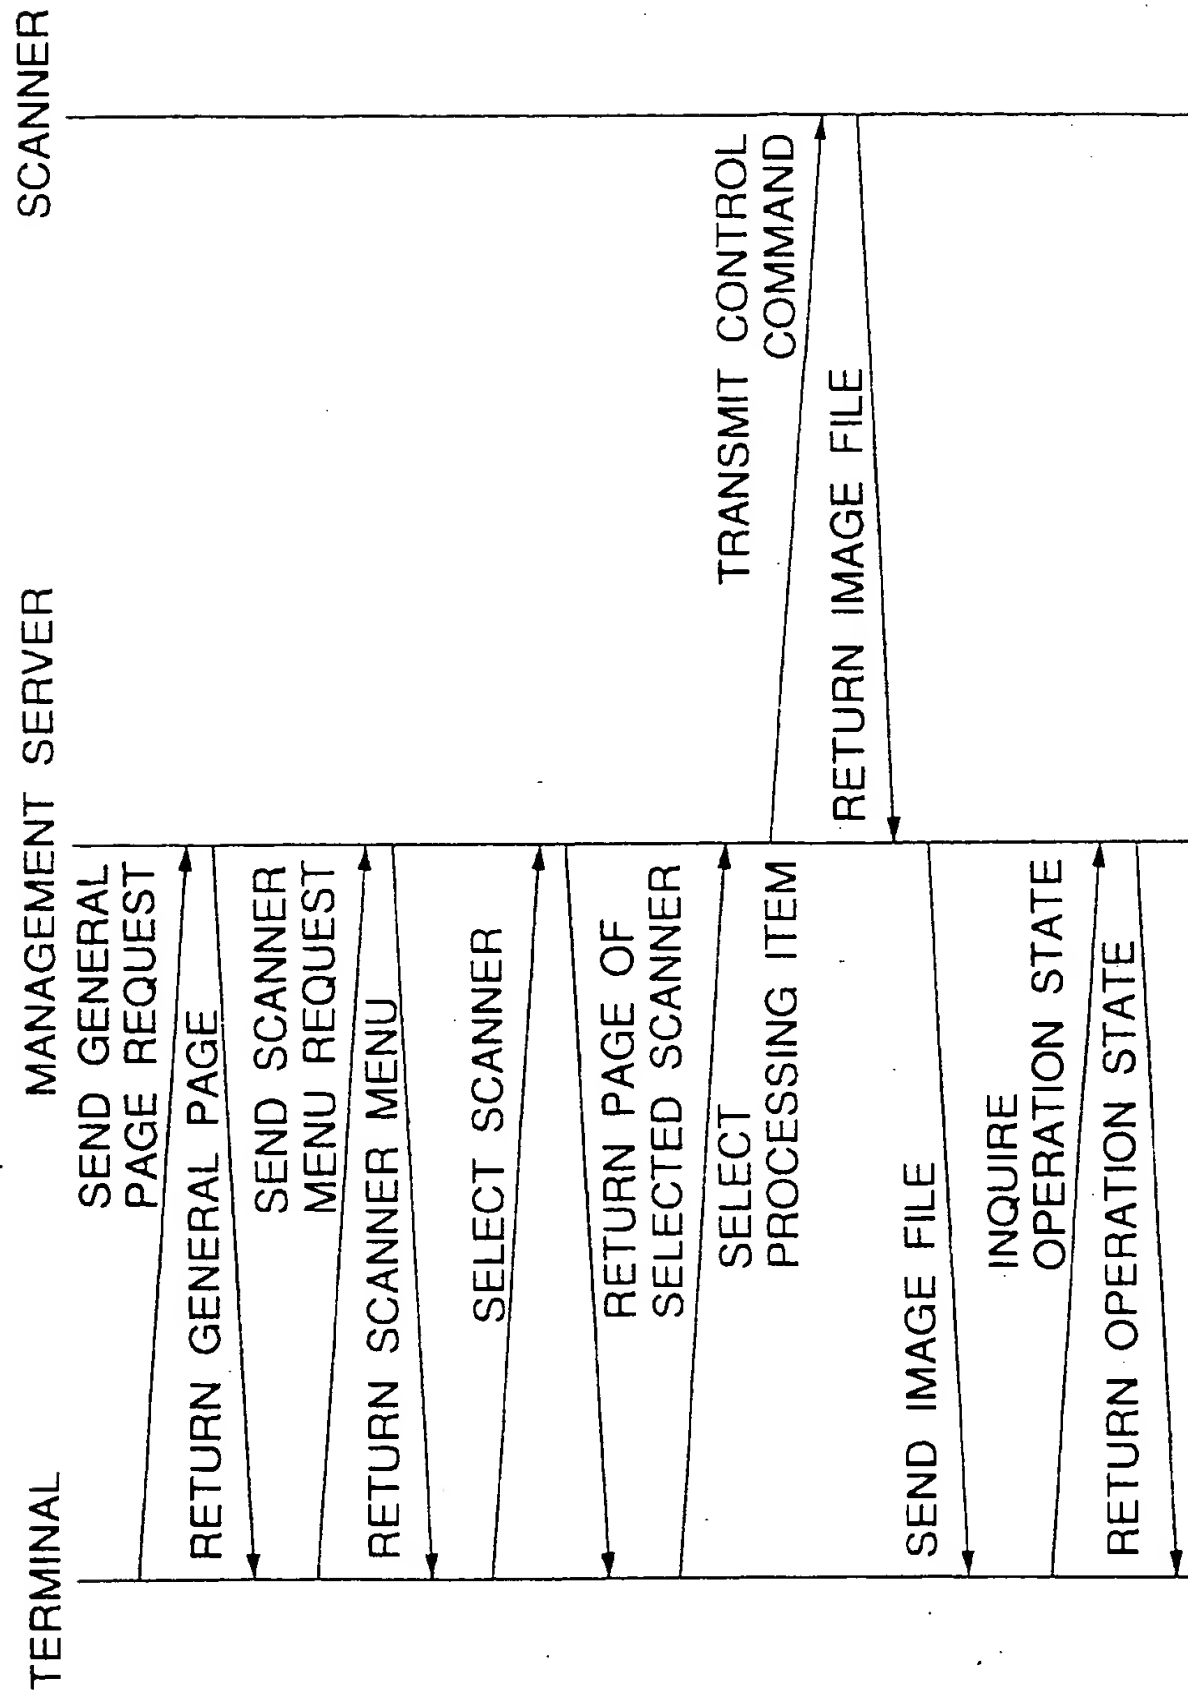 TERMINAL
MANAGEMENT SERVER
SCANNER
SEND GENERAL
PAGE REQUEST
RETURN GENERAL PAGE
SEND SCANNER
MENU REQUEST
RETURN SCANNER MENU
SELECT SCANNER
RETURN PAGE OF
SELECTED SCANNER
SELECT
PROCESSING ITEM
TRANSMIT CONTROL
COMMAND
RETURN IMAGE FILE
SEND IMAGE FILE
INQUIRE
OPERATION STATE
RETURN OPERATION STATE